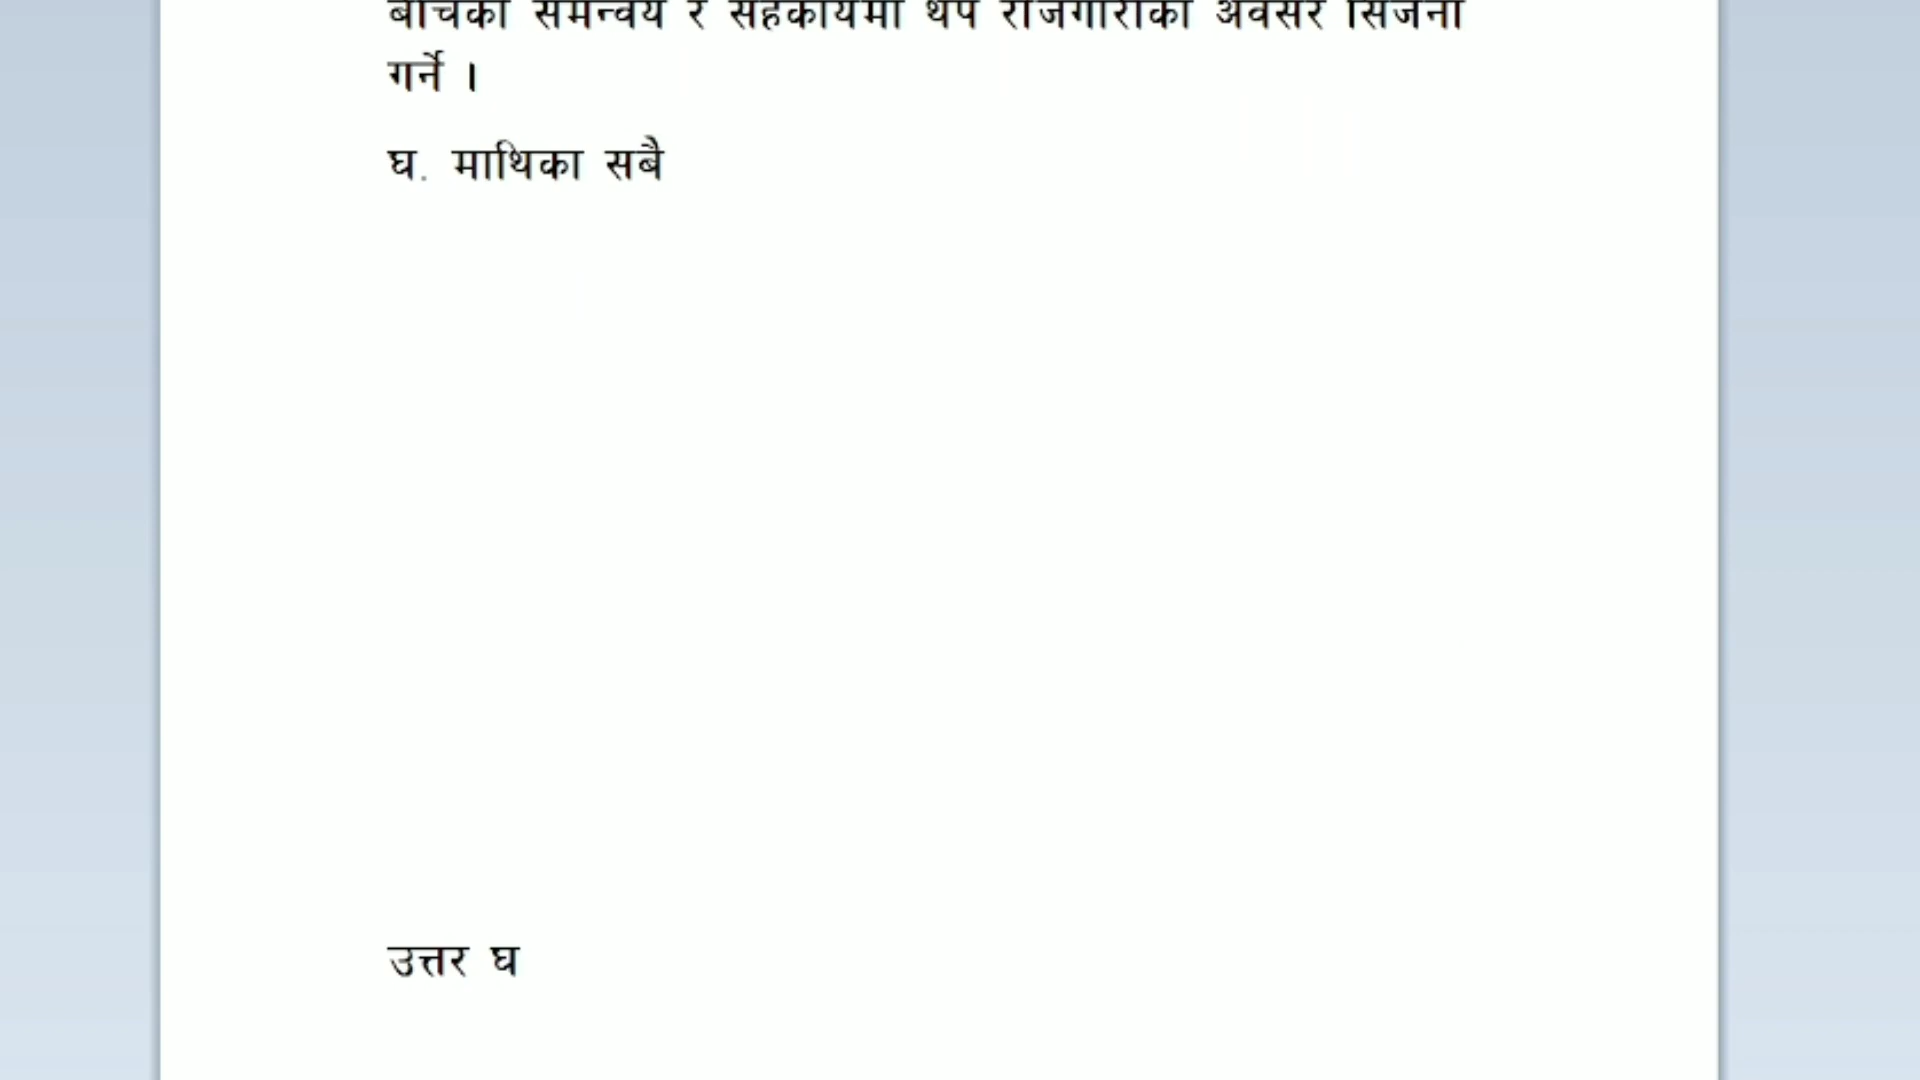 बीचको समन्वय र सहकार्यमा थप रोजगारीका अवसर सिर्जना
गर्ने ।
घ. माथिका सबै
उत्तर घ